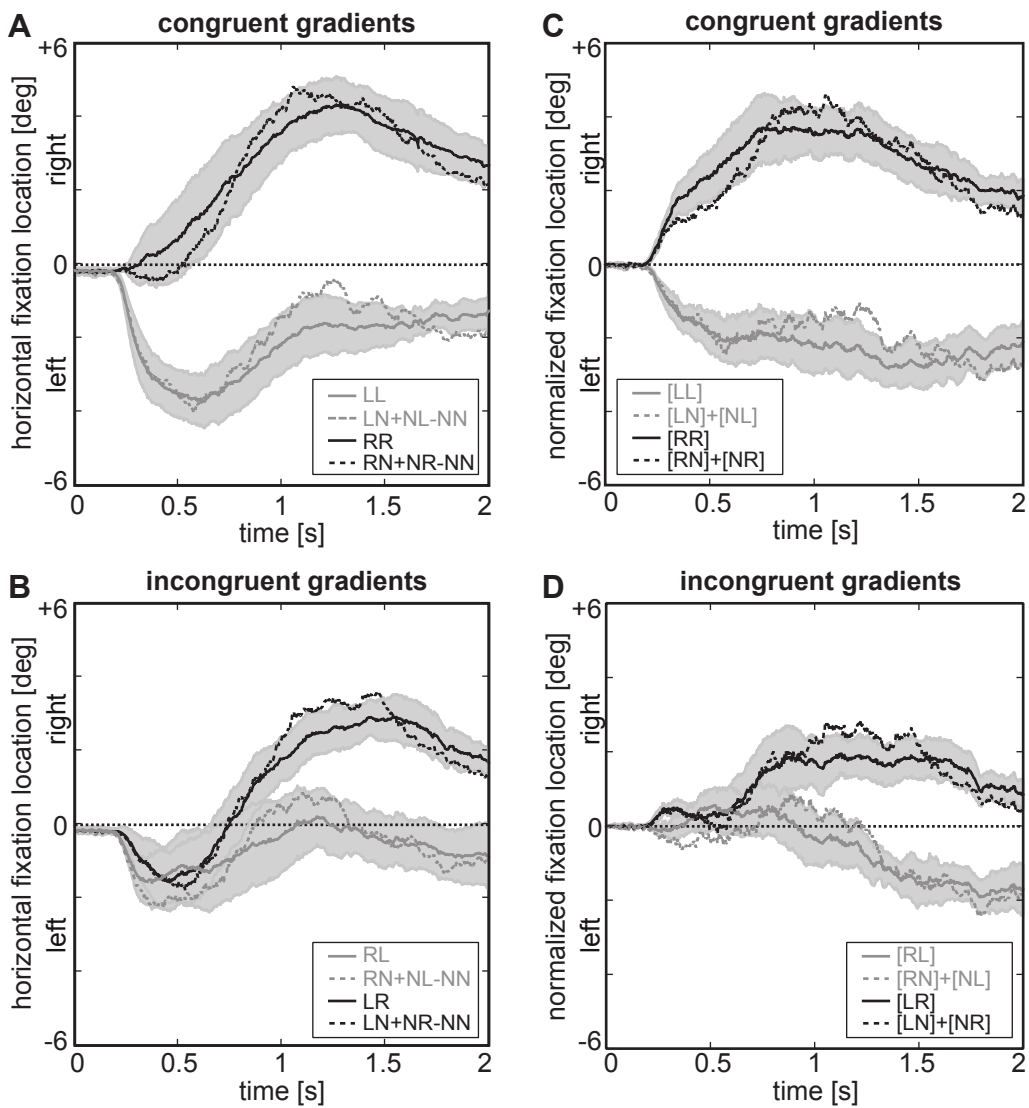 A
congruent gradients
+6
horizontal fixation location [deg]
right
0
left
-6
LL
LN+NL-NN
RR
RN+NR-NN
0
0.5
1
1.5
2
time [s]
C
congruent gradients
+6
normalized fixation location [deg]
right
0
left
-6
[LL]
[LN]+[NL]
[RR]
[RN]+[NR]
0
0.5
1
1.5
2
time [s]
B
incongruent gradients
+6
horizontal fixation location [deg]
right
0
left
-6
RL
RN+NL-NN
LR
LN+NR-NN
0
0.5
1
1.5
2
time [s]
D
incongruent gradients
+6
normalized fixation location [deg]
right
0
left
-6
[RL]
[RN]+[NL]
[LR]
[LN]+[NR]
0
0.5
1
1.5
2
time [s]